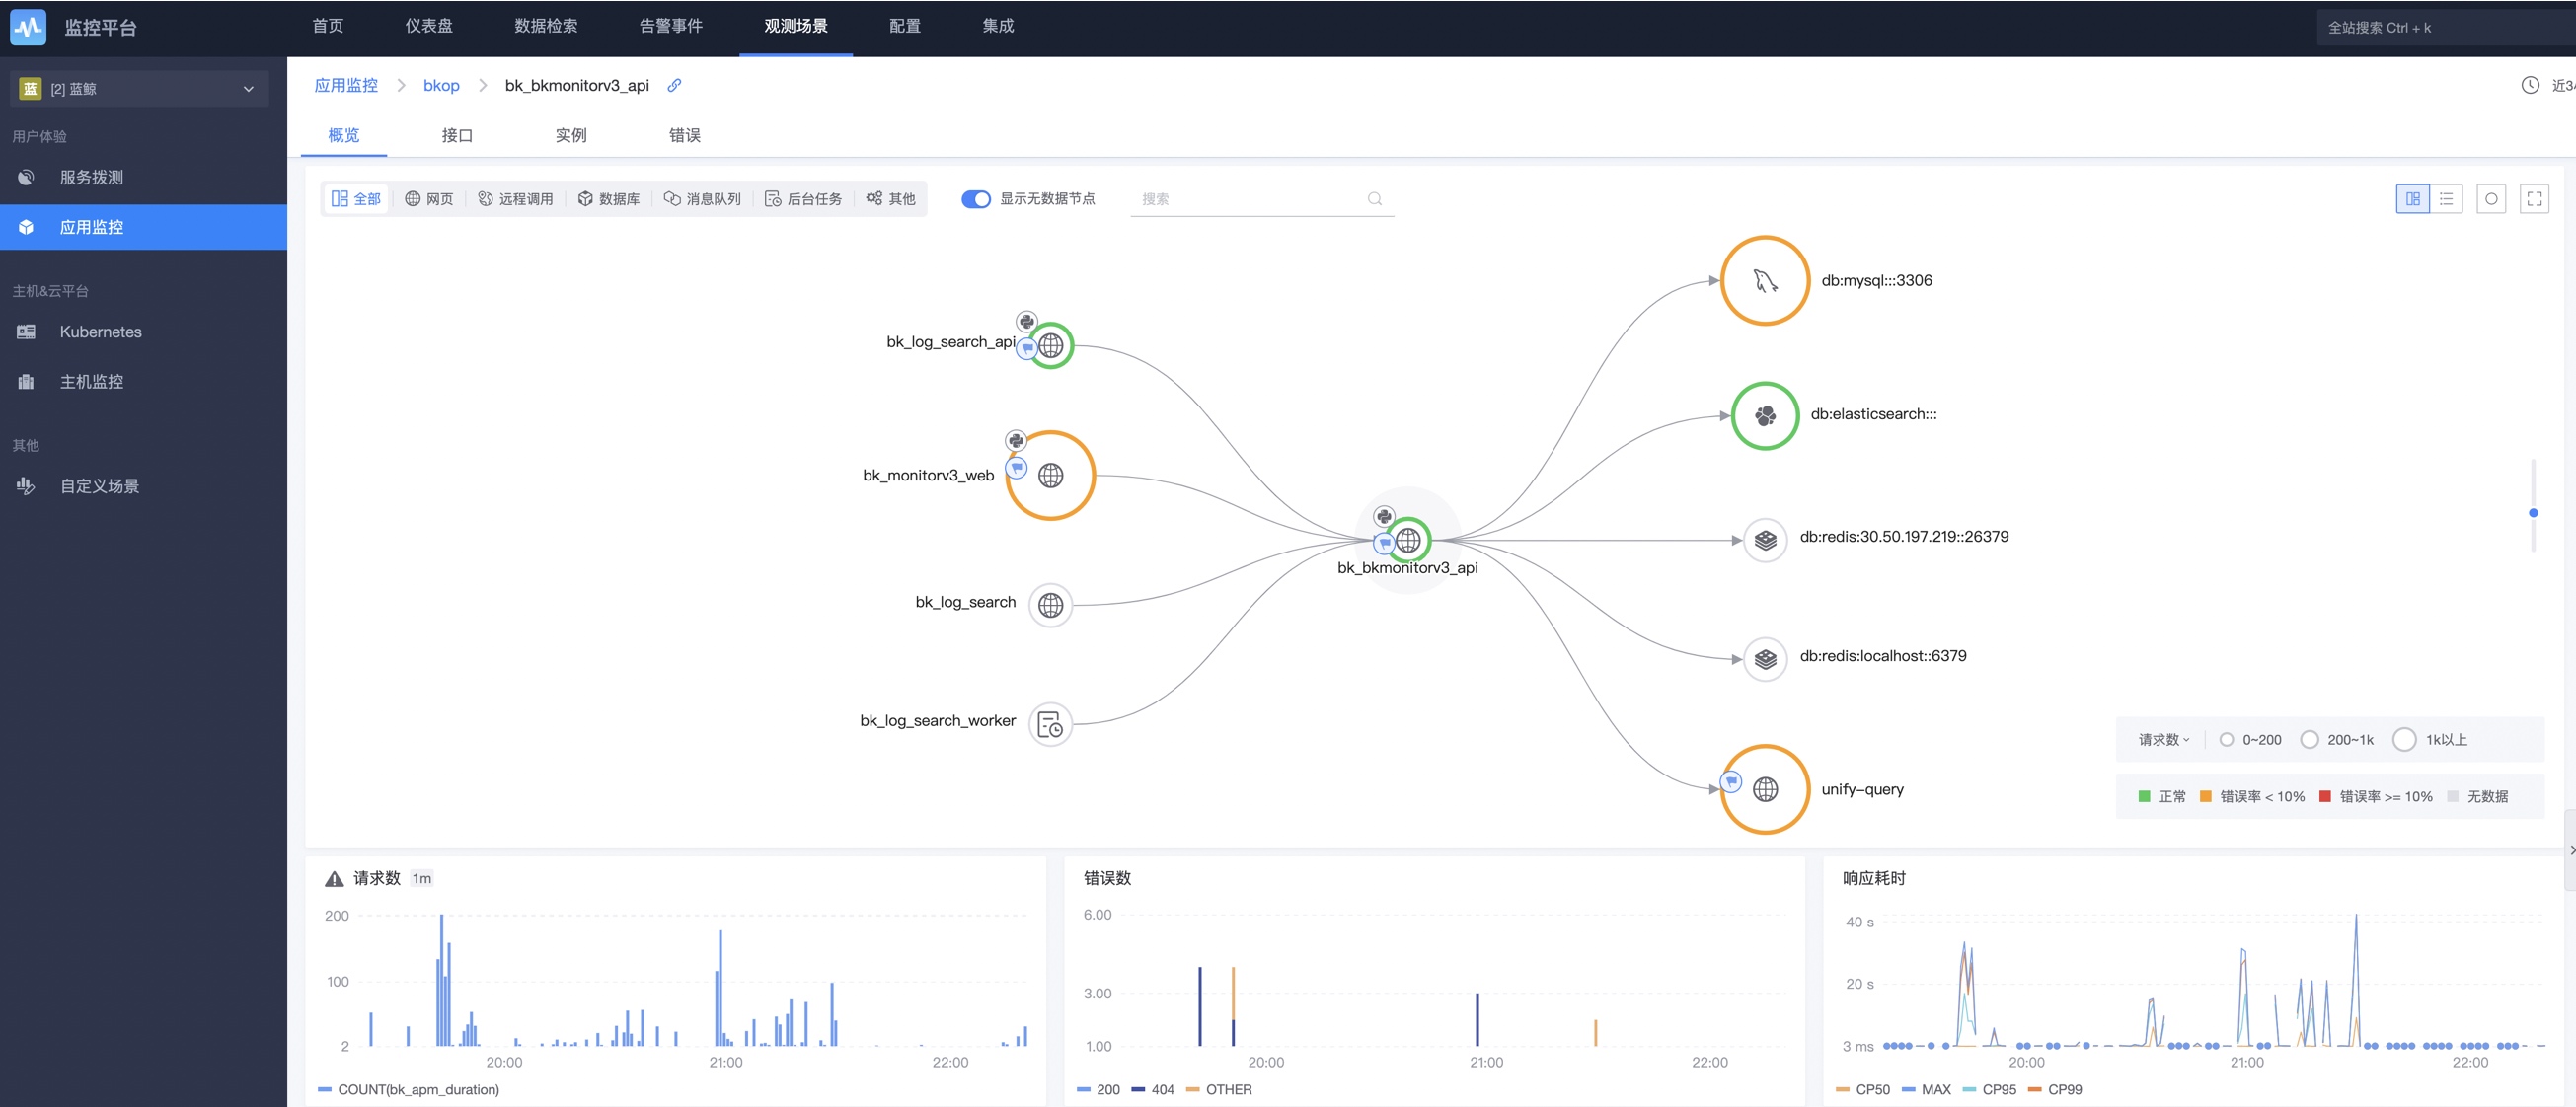 监控平台
首页 仪表盘 数据检索 告警事件 观测场景 配置 集成
全站搜索 Ctrl + k
蓝 [2] 蓝鲸
用户体验
服务拨测
应用监控
主机&云平台
Kubernetes
主机监控
其他
自定义场景
应用监控 bkop bk_bkmonitorv3_api
概览 接口 实例 错误
全部 网页 远程调用 数据库 消息队列 后台任务 其他 显示无数据节点 搜索
db:mysql:::3306
bk_log_search_api
db:elasticsearch:::
bk_monitorv3_web
db:redis:30.50.197.219::26379
bk_bkmonitorv3_api
bk_log_search
db:redis:localhost::6379
bk_log_search_worker
unify-query
请求数 0~200 200~1k 1k以上
正常 错误率 < 10% 错误率 >= 10% 无数据
请求数 1m
200
100
2
20:00 21:00 22:00
COUNT(bk_apm_duration)
错误数
6.00
3.00
1.00
20:00 21:00 22:00
200 404 OTHER
响应耗时
40 s
20 s
3 ms
20:00 21:00 22:00
CP50 MAX CP95 CP99